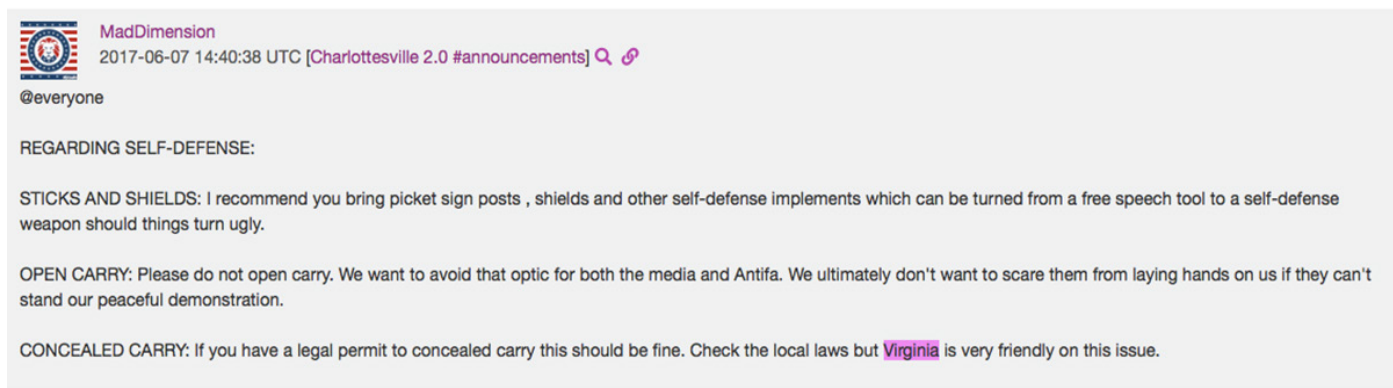 MadDimension
2017-06-07 14:40:38 UTC [Charlottesville 2.0 #announcements]
@everyone
REGARDING SELF-DEFENSE:
STICKS AND SHIELDS: I recommend you bring picket sign posts , shields and other self-defense implements which can be turned from a free speech tool to a self-defense
weapon should things turn ugly.
OPEN CARRY: Please do not open carry. We want to avoid that optic for both the media and Antifa. We ultimately don't want to scare them from laying hands on us if they can't
stand our peaceful demonstration.
CONCEALED CARRY: If you have a legal permit to concealed carry this should be fine. Check the local laws but Virginia is very friendly on this issue.